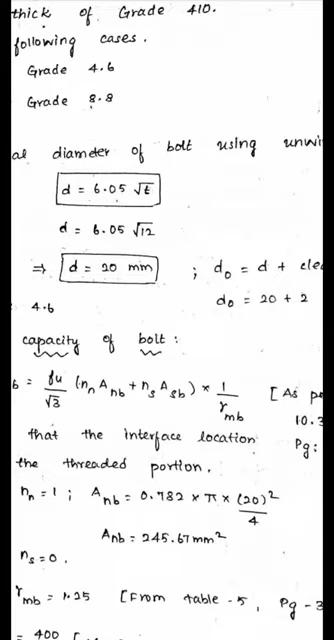 thick of Grade 410.
following cases.
Grade 4.6
Grade 8.8
al diameter of bolt using unwi
d = 6.05 √t
d = 6.05 √12
⇒ d = 20 mm ; d₀ = d + clea
d₀ = 20 + 2
: 4.6
capacity of bolt :
b = fu/√3 (nₙ Aₙb + nₛ Aₛb) × 1/γmb [As pe
10.3
that the interface location Pg:
the threaded portion.
nₙ = 1 ; Aₙb = 0.782 × π × (20)²/4
Aₙb = 245.67mm²
nₛ = 0.
γmb = 1.25 [From table - 5, Pg - 3
= 400 [